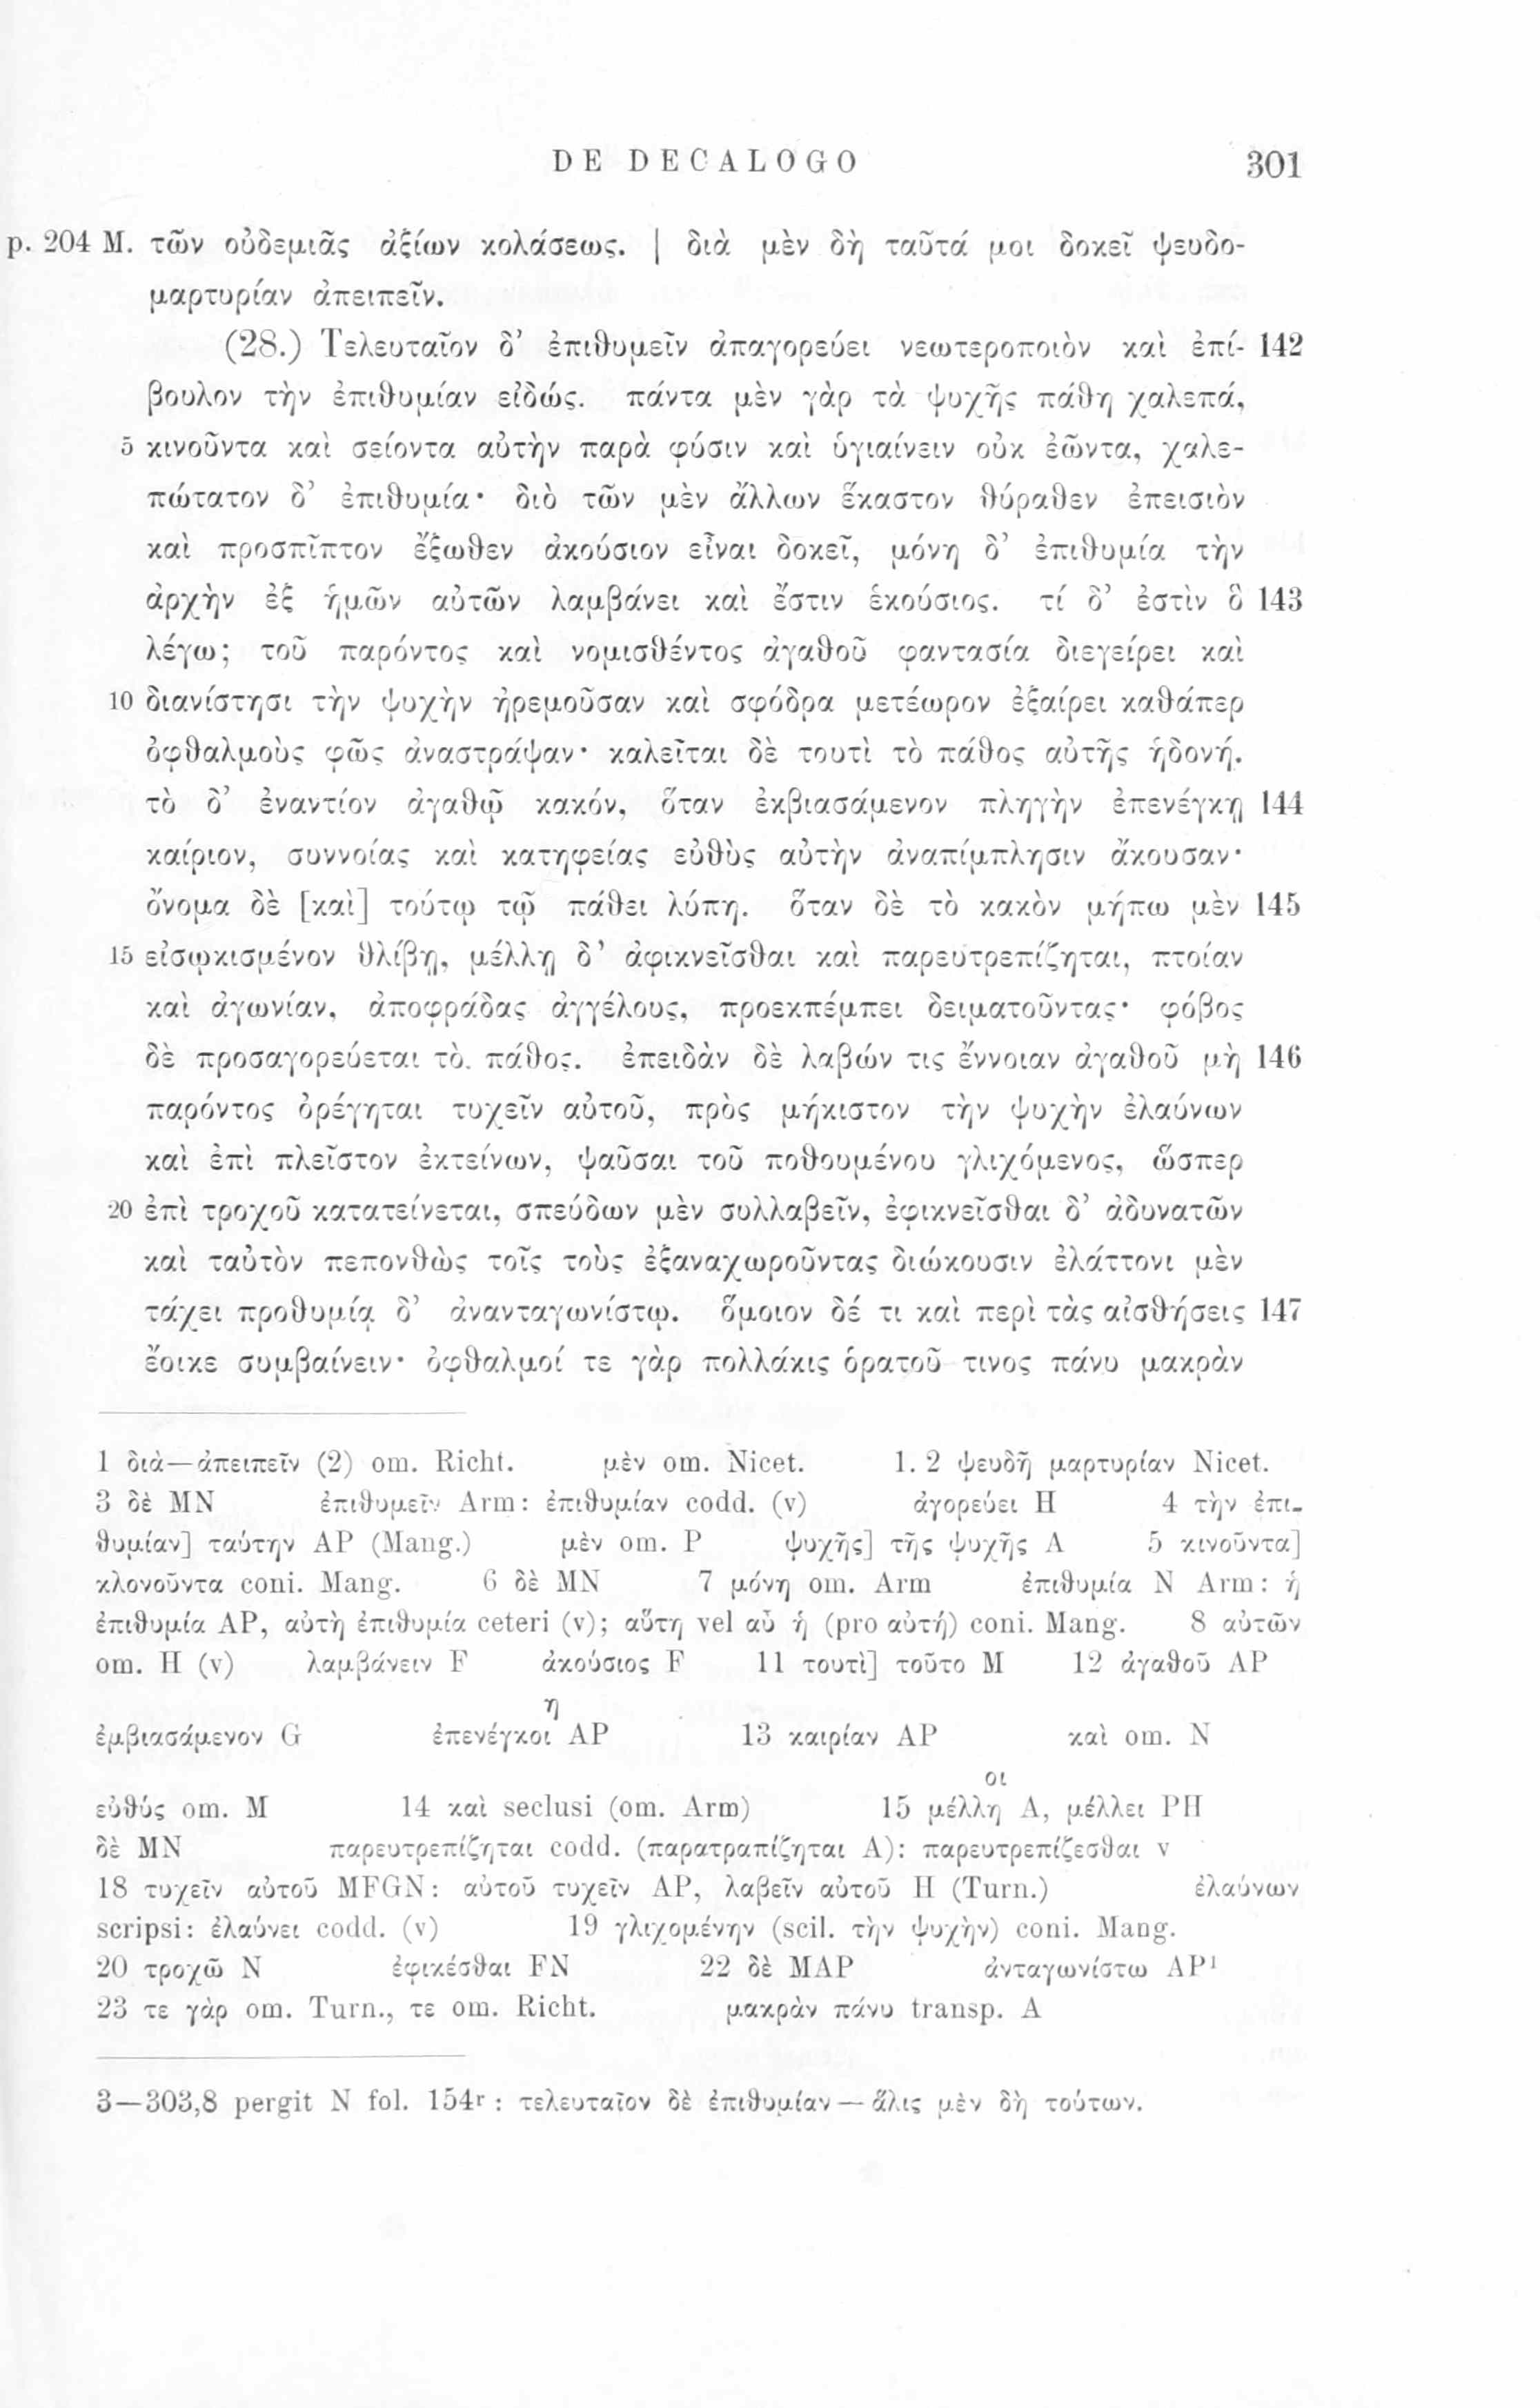 DE DECALOGO 301
p. 204 M. τῶν οὐδεμιᾶς ἀξίων κολάσεως. | διὰ μὲν δὴ ταῦτά μοι δοκεῖ ψευδο-
μαρτυρίαν ἀπειπεῖν.
(28.) Τελευταῖον δ’ ἐπιθυμεῖν ἀπαγορεύει νεωτεροποιὸν καὶ ἐπί- 142
βουλον τὴν ἐπιθυμίαν εἰδώς. πάντα μὲν γὰρ τὰ ψυχῆς πάθη χαλεπά,
5 κινοῦντα καὶ σείοντα αὐτὴν παρὰ φύσιν καὶ ὑγιαίνειν οὐκ ἐῶντα, χαλε-
πώτατον δ’ ἐπιθυμία· διὸ τῶν μὲν ἄλλων ἕκαστον θύραθεν ἐπεισιὸν
καὶ προσπῖπτον ἔξωθεν ἀκούσιον εἶναι δοκεῖ, μόνη δ’ ἐπιθυμία τὴν
ἀρχὴν ἐξ ἡμῶν αὐτῶν λαμβάνει καὶ ἔστιν ἑκούσιος. τί δ’ ἐστὶν ὃ 143
λέγω; τοῦ παρόντος καὶ νομισθέντος ἀγαθοῦ φαντασία διεγείρει καὶ
10 διανίστησι τὴν ψυχὴν ἠρεμοῦσαν καὶ σφόδρα μετέωρον ἐξαίρει καθάπερ
ὀφθαλμοὺς φῶς ἀναστράψαν· καλεῖται δὲ τουτὶ τὸ πάθος αὐτῆς ἡδονή.
τὸ δ’ ἐναντίον ἀγαθῷ κακόν, ὅταν ἐκβιασάμενον πληγὴν ἐπενέγκῃ 144
καίριον, συννοίας καὶ κατηφείας εὐθὺς αὐτὴν ἀναπίμπλησιν ἄκουσαν·
ὄνομα δὲ [καὶ] τούτῳ τῷ πάθει λύπη. ὅταν δὲ τὸ κακὸν μήπω μὲν 145
15 εἰσῳκισμένον θλίβῃ, μέλλῃ δ’ ἀφικνεῖσθαι καὶ παρευτρεπίζηται, πτοίαν
καὶ ἀγωνίαν, ἀποφράδας ἀγγέλους, προεκπέμπει δειματοῦντας· φόβος
δὲ προσαγορεύεται τὸ πάθος. ἐπειδὰν δὲ λαβών τις ἔννοιαν ἀγαθοῦ μὴ 146
παρόντος ὀρέγηται τυχεῖν αὐτοῦ, πρὸς μήκιστον τὴν ψυχὴν ἐλαύνων
καὶ ἐπὶ πλεῖστον ἐκτείνων, ψαῦσαι τοῦ ποθουμένου γλιχόμενος, ὥσπερ
20 ἐπὶ τροχοῦ κατατείνεται, σπεύδων μὲν συλλαβεῖν, ἐφικνεῖσθαι δ’ ἀδυνατῶν
καὶ ταὐτὸν πεπονθὼς τοῖς τοὺς ἐξαναχωροῦντας διώκουσιν ἐλάττονι μὲν
τάχει προθυμίᾳ δ’ ἀνανταγωνίστῳ. ὅμοιον δέ τι καὶ περὶ τὰς αἰσθήσεις 147
ἔοικε συμβαίνειν· ὀφθαλμοί τε γὰρ πολλάκις ὁρατοῦ τινος πάνυ μακρὰν
1 διὰ—ἀπειπεῖν (2) om. Richt. μὲν om. Nicet. 1. 2 ψευδῆ μαρτυρίαν Nicet.
3 δὲ MN ἐπιθυμεῖν Arm: ἐπιθυμίαν codd. (v) ἀγορεύει H 4 τὴν ἐπι-
θυμίαν] ταύτην AP (Mang.) μὲν om. P ψυχῆς] τῆς ψυχῆς A 5 κινοῦντα]
κλονοῦντα coni. Mang. 6 δὲ MN 7 μόνη om. Arm ἐπιθυμία N Arm: ἡ
ἐπιθυμία AP, αὐτὴ ἐπιθυμία ceteri (v); αὕτη vel αὖ ἡ (pro αὐτή) coni. Mang. 8 αὐτῶν
om. H (v) λαμβάνειν F ἀκούσιος F 11 τουτὶ] τοῦτο M 12 ἀγαθοῦ AP
η
ἐμβιασάμενον G ἐπενέγκοι AP 13 καιρίαν AP καὶ om. N
οι
εὐθύς om. M 14 καὶ seclusi (om. Arm) 15 μέλλῃ A, μέλλει PH
δὲ MN παρευτρεπίζηται codd. (παρατραπίζηται A): παρευτρεπίζεσθαι v
18 τυχεῖν αὐτοῦ MFGN: αὐτοῦ τυχεῖν AP, λαβεῖν αὐτοῦ H (Turn.) ἐλαύνων
scripsi: ἐλαύνει codd. (v) 19 γλιχομένην (scil. τὴν ψυχὴν) coni. Mang.
20 τροχῶ N ἐφικέσθαι FN 22 δὲ MAP ἀνταγωνίστω AP¹
23 τε γὰρ om. Turn., τε om. Richt. μακρὰν πάνυ transp. A
3—303,8 pergit N fol. 154r : τελευταῖον δὲ ἐπιθυμίαν — ἅλις μὲν δὴ τούτων.